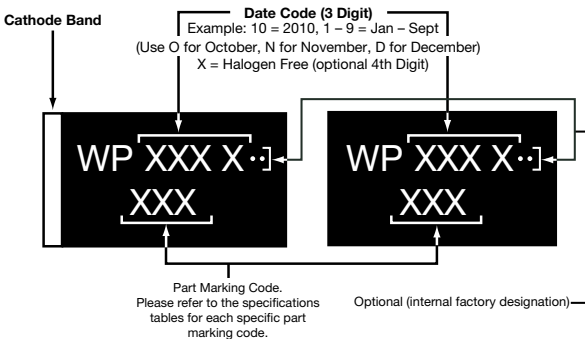 Cathode Band
Date Code (3 Digit)
Example: 10 = 2010, 1 – 9 = Jan – Sept
(Use O for October, N for November, D for December)
X = Halogen Free (optional 4th Digit)
WP XXX X··
XXX
WP XXX X··
XXX
Part Marking Code.
Please refer to the specifications
tables for each specific part
marking code.
Optional (internal factory designation)